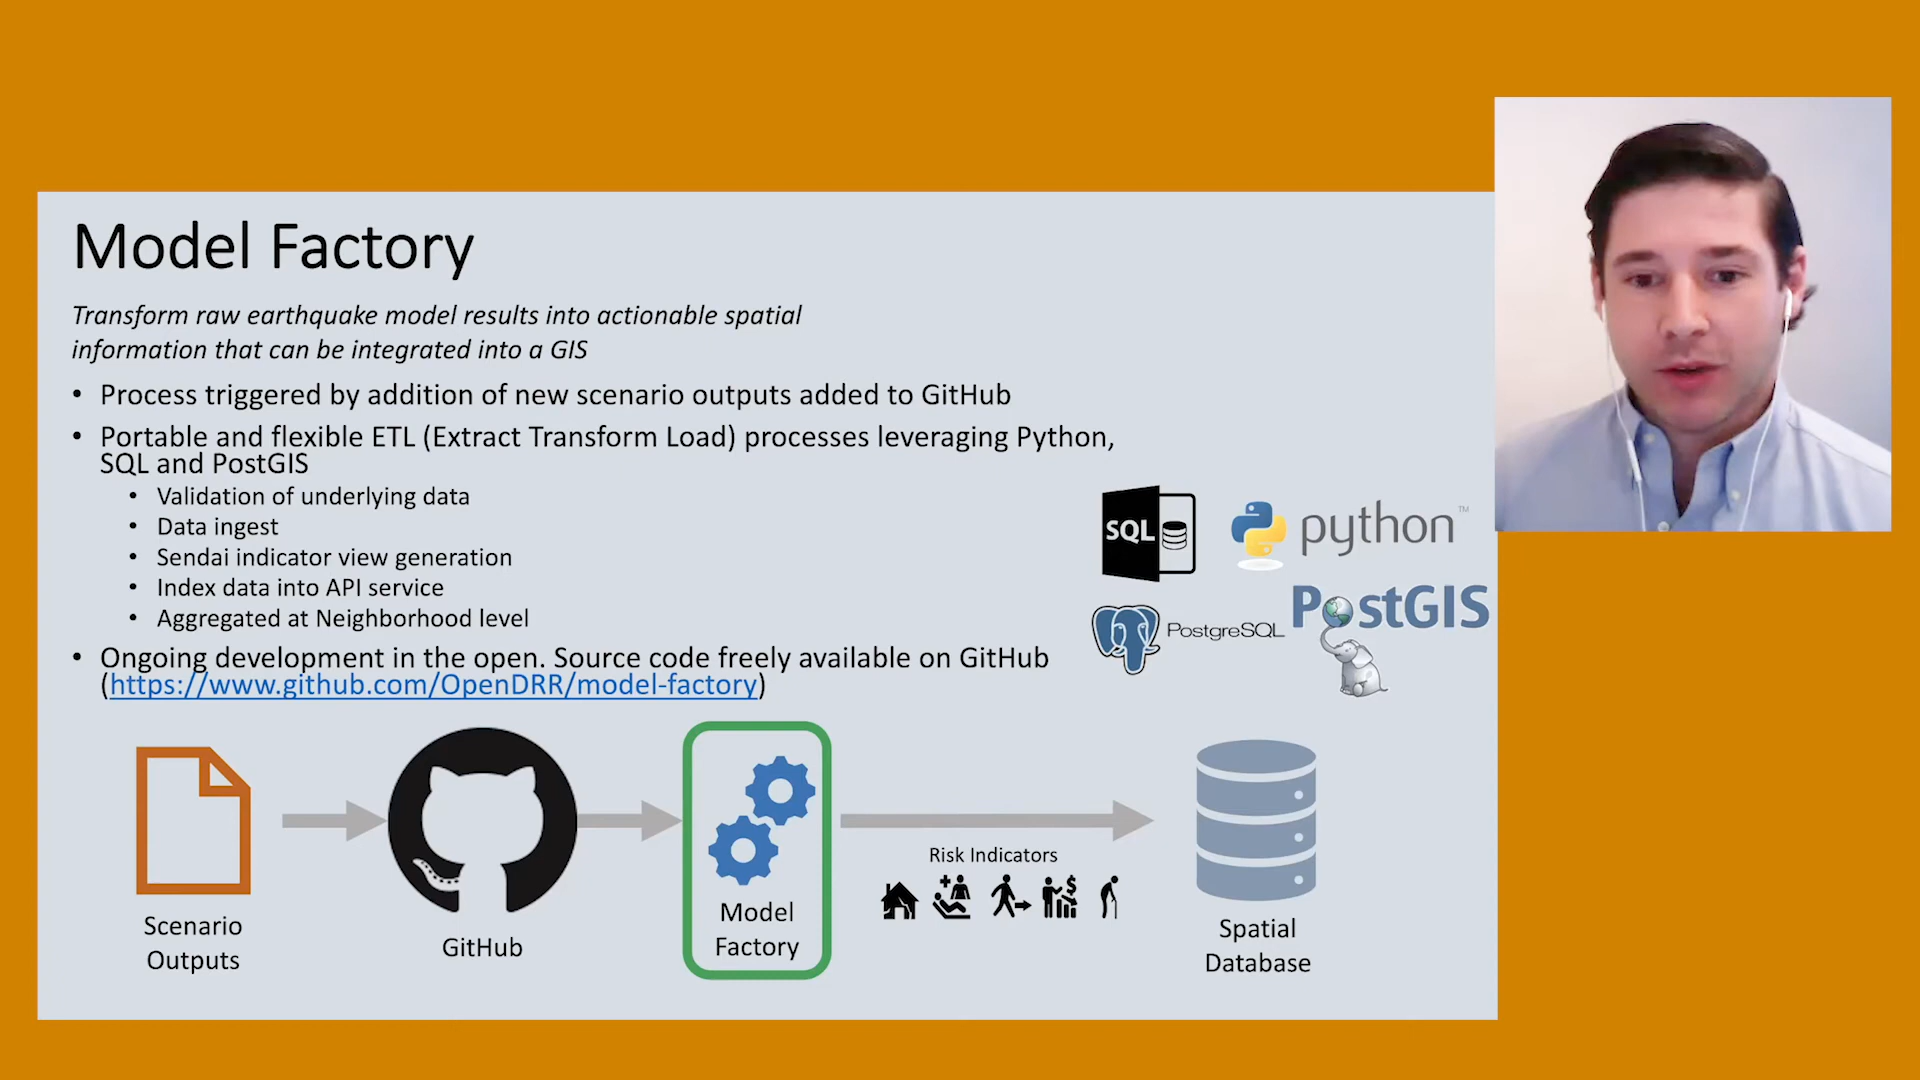 Model Factory
Transform raw earthquake model results into actionable spatial
information that can be integrated into a GIS
• Process triggered by addition of new scenario outputs added to GitHub
• Portable and flexible ETL (Extract Transform Load) processes leveraging Python,
SQL and PostGIS
• Validation of underlying data
• Data ingest
• Sendai indicator view generation
• Index data into API service
• Aggregated at Neighborhood level
• Ongoing development in the open. Source code freely available on GitHub
(https://www.github.com/OpenDRR/model-factory)
SQL
python™
PostgreSQL
PostGIS
Scenario
Outputs
GitHub
Model
Factory
Risk Indicators
Spatial
Database